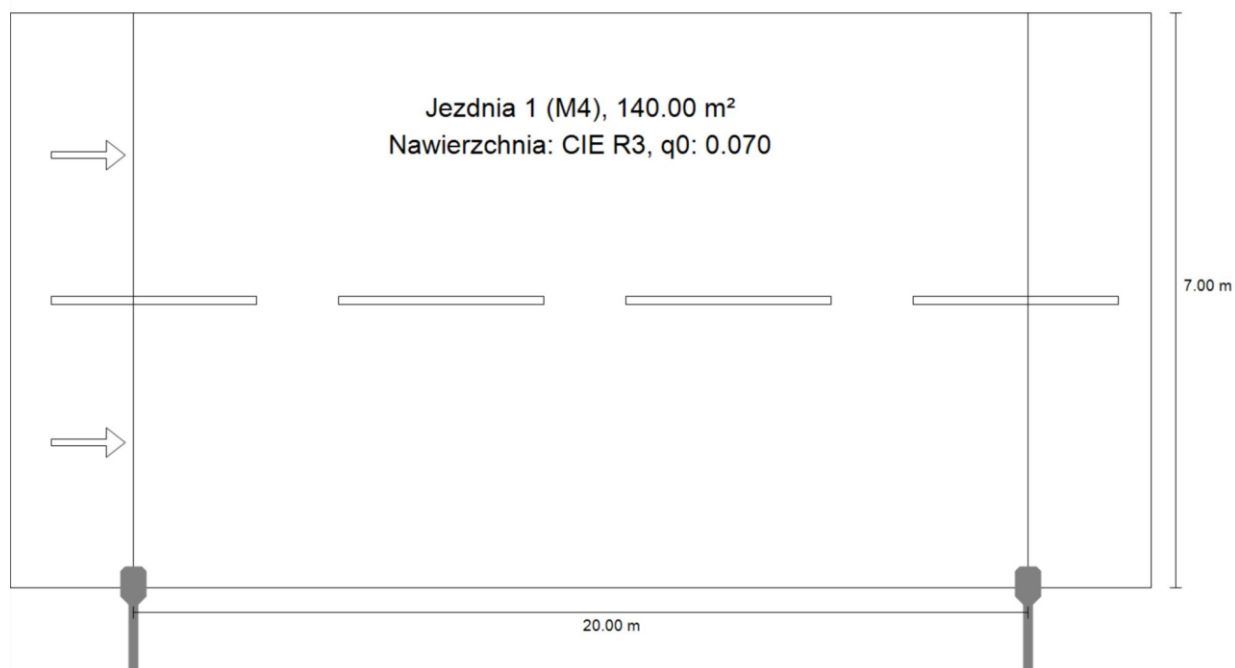 Jezdnia 1 (M4), 140.00 m²
Nawierzchnia: CIE R3, q0: 0.070
7.00 m
20.00 m